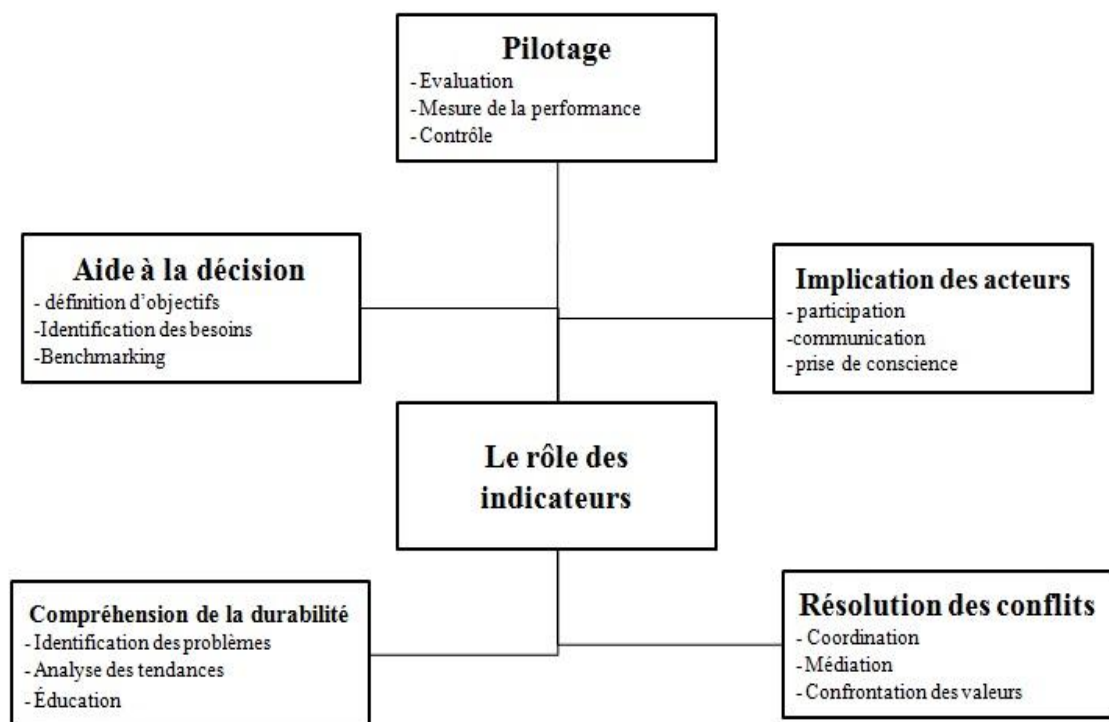 Pilotage
- Evaluation
- Mesure de la performance
- Contrôle
Aide à la décision
- définition d'objectifs
-Identification des besoins
-Benchmarking
Implication des acteurs
- participation
-communication
-prise de conscience
Le rôle des
indicateurs
Compréhension de la durabilité
- Identification des problèmes
- Analyse des tendances
- Éducation
Résolution des conflits
- Coordination
- Médiation
- Confrontation des valeurs